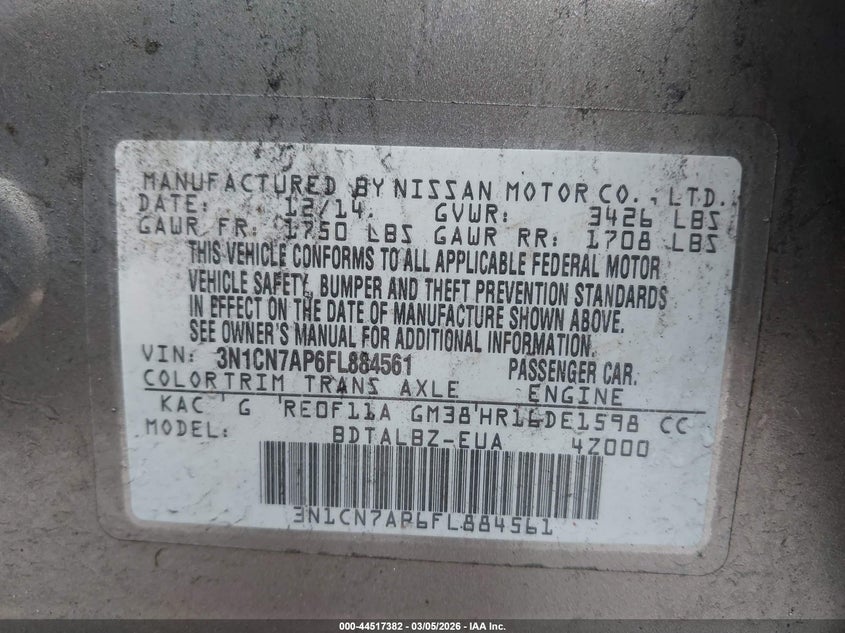 MANUFACTURED BY NISSAN MOTOR CO., LTD.
DATE: 12/14. GVWR: 3426 LBS
GAWR FR: 1750 LBS GAWR RR: 1708 LBS
THIS VEHICLE CONFORMS TO ALL APPLICABLE FEDERAL MOTOR
VEHICLE SAFETY, BUMPER AND THEFT PREVENTION STANDARDS
IN EFFECT ON THE DATE OF MANUFACTURE SHOWN ABOVE.
SEE OWNER'S MANUAL FOR ADDITIONAL INFORMATION.
VIN: 3N1CN7AP6FL884561 PASSENGER CAR.
COLOR TRIM TRANS AXLE ENGINE
KAC G RE0F11A GM38 HR16DE1598 CC
MODEL: BDTALBZ-EUA 4Z000
3N1CN7AP6FL884561
000-44517382 - 03/05/2026 - IAA Inc.